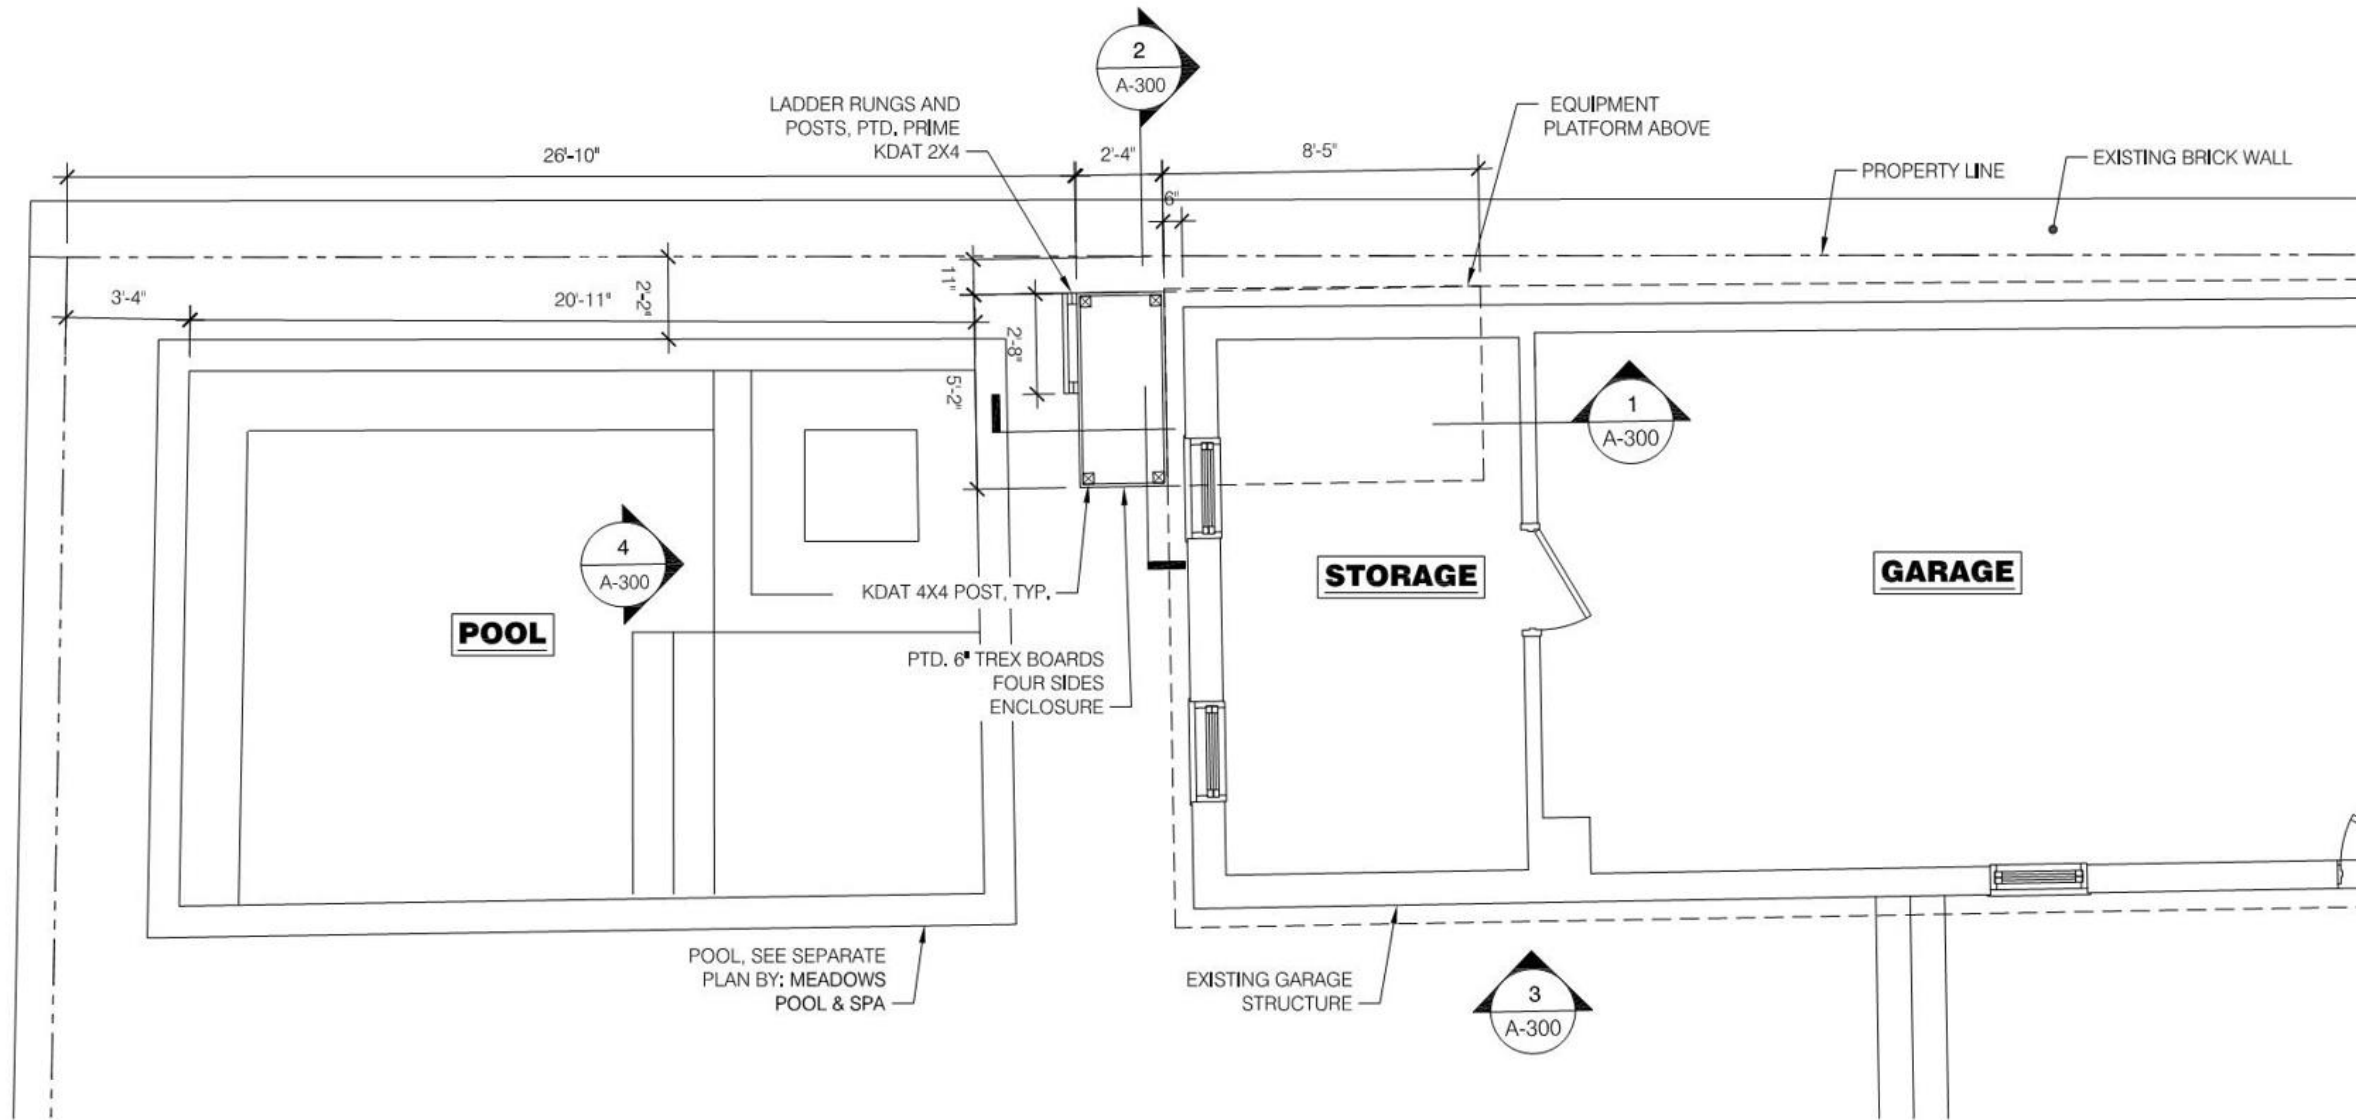 2
A-300
LADDER RUNGS AND
POSTS, PTD. PRIME
KDAT 2X4
EQUIPMENT
PLATFORM ABOVE
26'-10"
2'-4"
8'-5"
PROPERTY LINE
EXISTING BRICK WALL
6"
11"
3'-4"
20'-11"
2'-2"
2'-8"
5'-2"
1
A-300
4
A-300
KDAT 4X4 POST, TYP.
STORAGE
GARAGE
POOL
PTD. 6" TREX BOARDS
FOUR SIDES
ENCLOSURE
POOL, SEE SEPARATE
PLAN BY: MEADOWS
POOL & SPA
EXISTING GARAGE
STRUCTURE
3
A-300